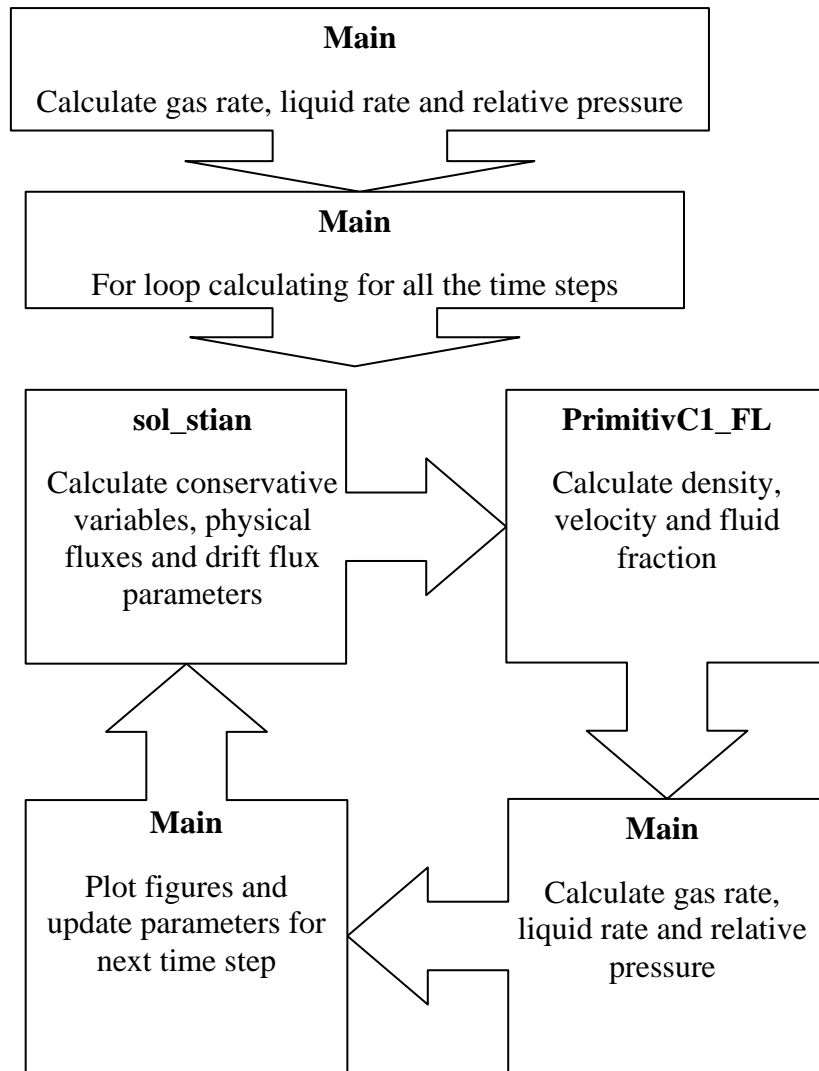 Main
Calculate gas rate, liquid rate and relative pressure
Main
For loop calculating for all the time steps
sol_stian
Calculate conservative
variables, physical
fluxes and drift flux
parameters
PrimitivC1_FL
Calculate density,
velocity and fluid
fraction
Main
Plot figures and
update parameters for
next time step
Main
Calculate gas rate,
liquid rate and relative
pressure